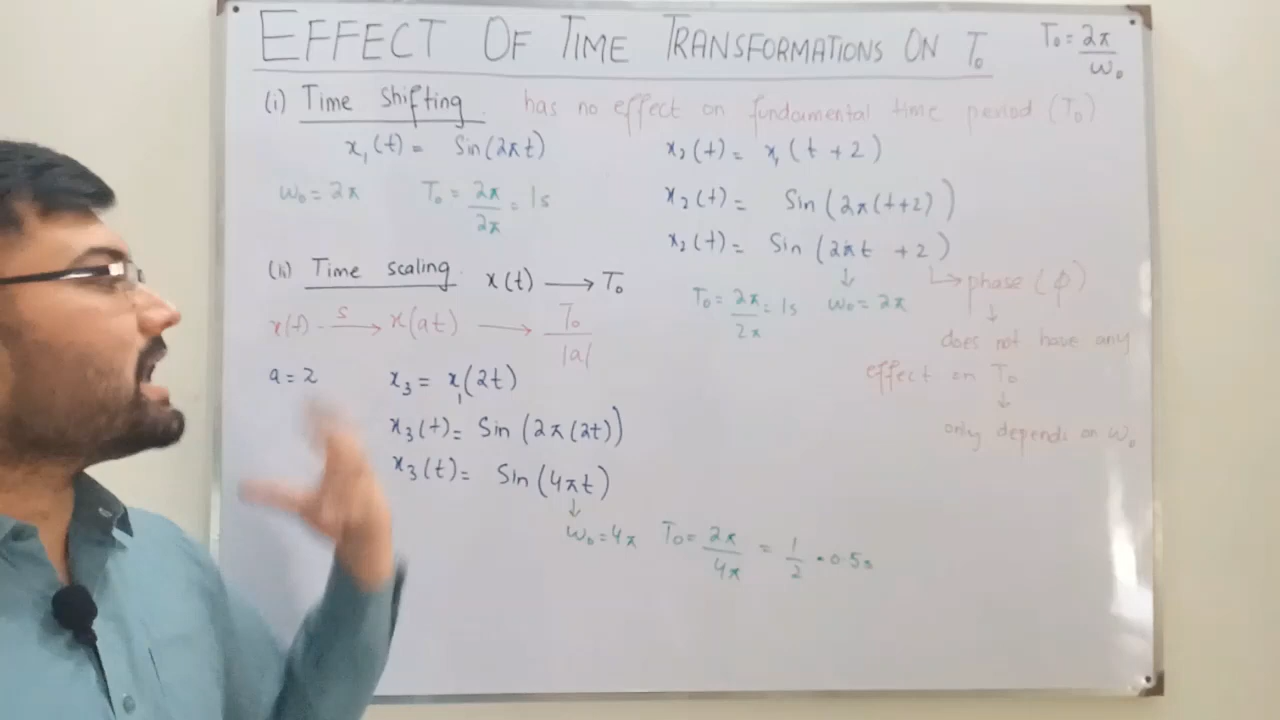 EFFECT OF TIME TRANSFORMATIONS ON T₀
T₀ = 2π/ω₀
(i) Time shifting has no effect on fundamental time period (T₀)
x₁(t) = Sin(2πt)
ω₀ = 2π T₀ = 2π/2π = 1s
x₂(t) = x₁(t+2)
x₂(t) = Sin(2π(t+2))
x₂(t) = Sin(2πt +2)
↳ phase (φ)
↓ ω₀ = 2π
T₀ = 2π/2π = 1s
↓
does not have any
effect on T₀
↓
only depends on ω₀
(ii) Time scaling x(t) → T₀
x(t) -s→ x(at) → T₀/|a|
a = 2 x₃ = x₁(2t)
x₃(t) = Sin(2π(2t))
x₃(t) = Sin(4πt)
↓
ω₀ = 4π T₀ = 2π/4π = 1/2 = 0.5s